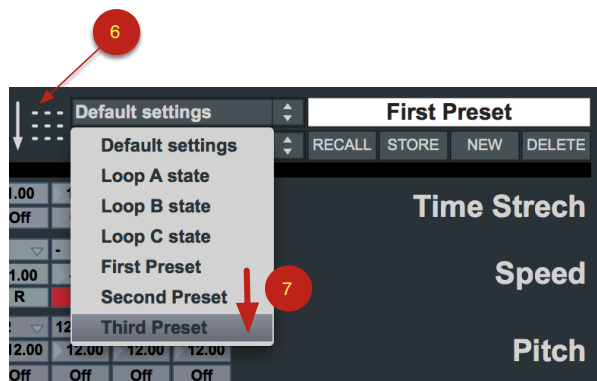 6
Default settings
First Preset
Default settings
RECALL STORE NEW DELETE
Loop A state
1.00
Time Strech
Off
Loop B state
Loop C state
-
First Preset
Speed
1.00
Second Preset
7
R
Third Preset
12
12.00 12.00 12.00 12.00
Pitch
Off Off Off Off